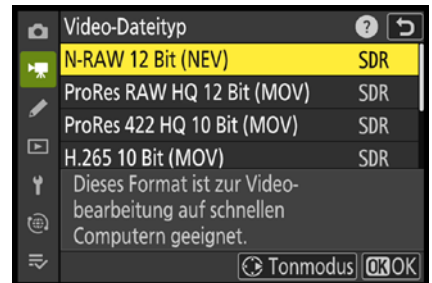 Video-Dateityp ?
N-RAW 12 Bit (NEV) SDR
ProRes RAW HQ 12 Bit (MOV) SDR
ProRes 422 HQ 10 Bit (MOV) SDR
H.265 10 Bit (MOV) SDR
Dieses Format ist zur Video-
bearbeitung auf schnellen
Computern geeignet.
Tonmodus OK OK